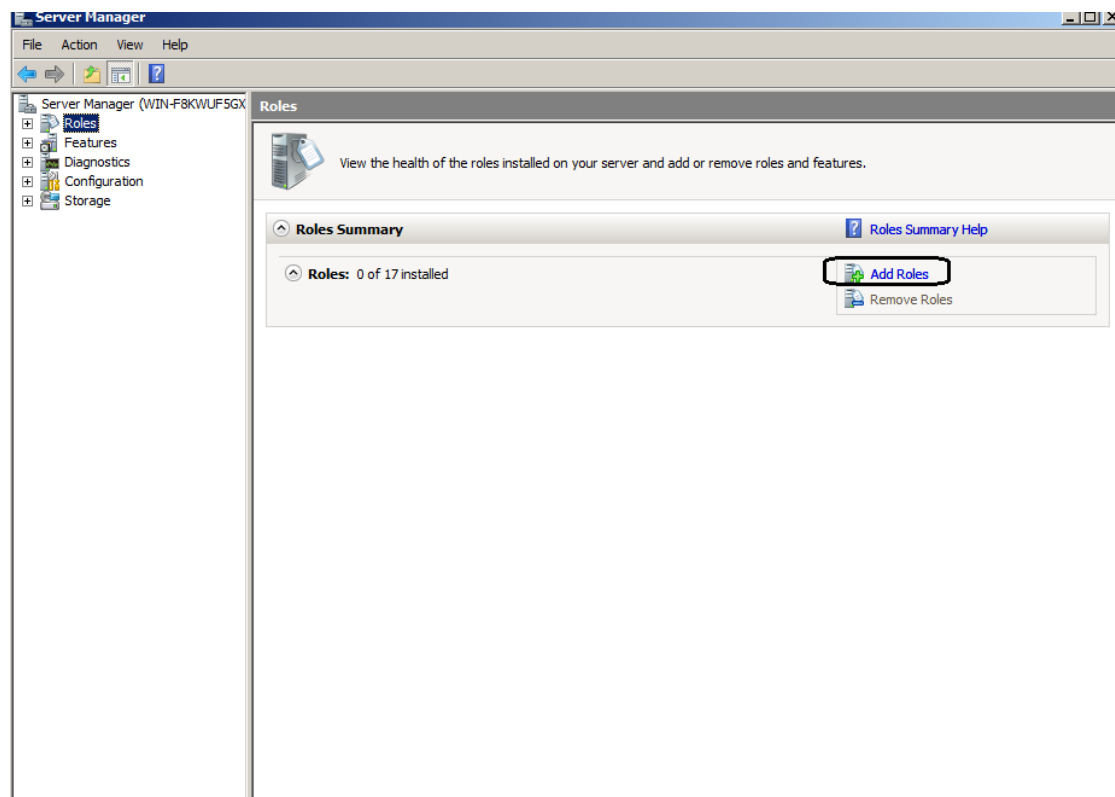 Server Manager
File Action View Help
Server Manager (WIN-F8KWUF5GX
Roles
Features
Diagnostics
Configuration
Storage
Roles
View the health of the roles installed on your server and add or remove roles and features.
Roles Summary
Roles Summary Help
Roles: 0 of 17 installed
Add Roles
Remove Roles